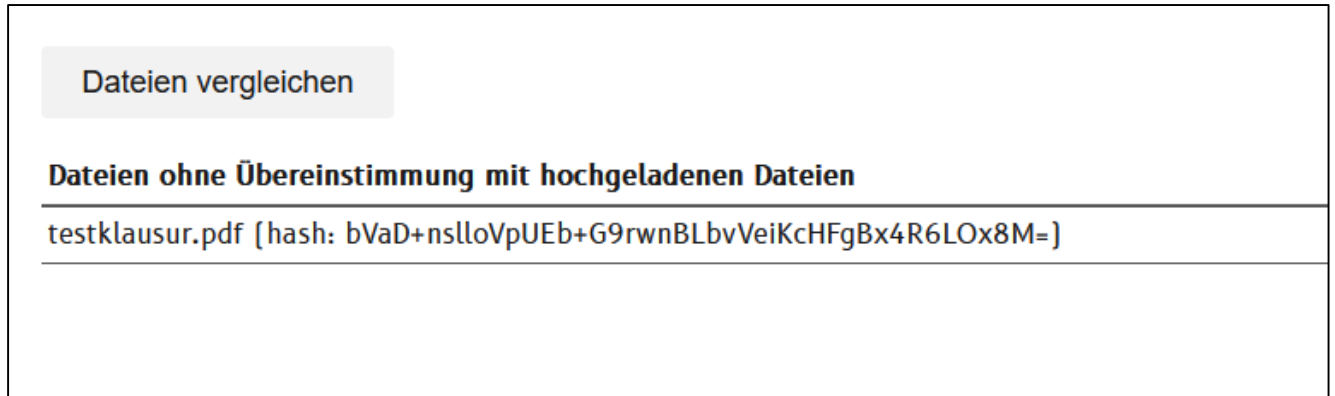 Dateien vergleichen
Dateien ohne Übereinstimmung mit hochgeladenen Dateien
testklausur.pdf (hash: bVaD+nslloVpUEb+G9rwnBLbvVeiKcHFgBx4R6LOx8M=)